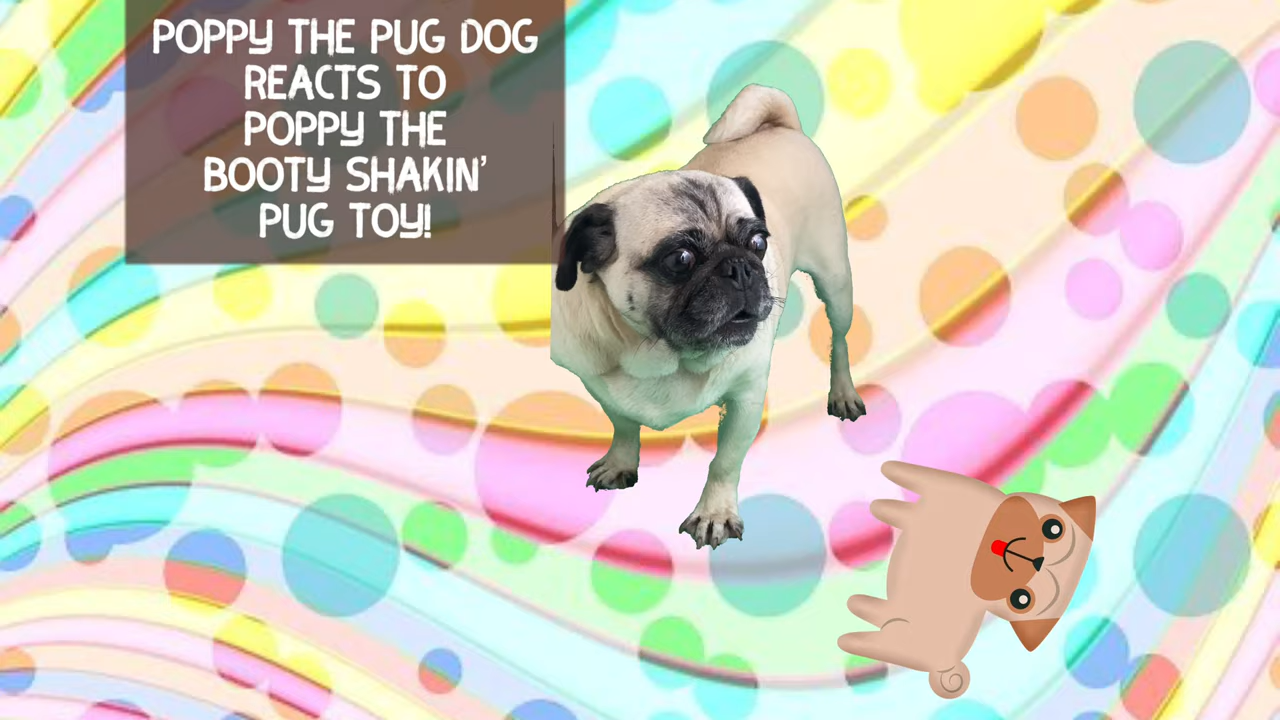 POPPY THE PUG DOG
REACTS TO
POPPY THE
BOOTY SHAKIN'
PUG TOY!